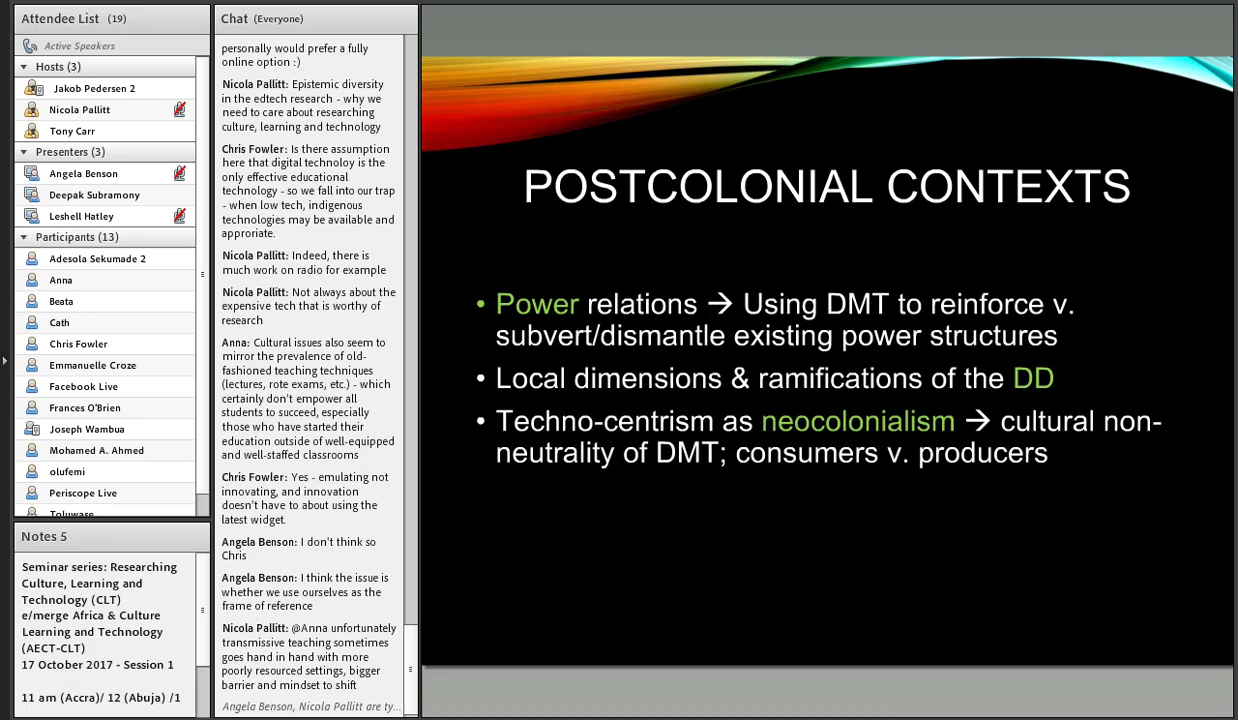 Attendee List (19)
Active Speakers
Hosts (3)
Jakob Pedersen 2
Nicola Pallitt
Tony Carr
Presenters (3)
Angela Benson
Deepak Subramony
Leshell Hatley
Participants (13)
Adesola Sekumade 2
Anna
Beata
Cath
Chris Fowler
Emmanuelle Croze
Facebook Live
Frances O'Brien
Joseph Wambua
Mohamed A. Ahmed
olufemi
Periscope Live
Toluwase
Notes 5
Seminar series: Researching
Culture, Learning and
Technology (CLT)
e/merge Africa & Culture
Learning and Technology
(AECT-CLT)
17 October 2017 - Session 1
11 am (Accra)/ 12 (Abuja) /1
Chat (Everyone)
personally would prefer a fully
online option :)
Nicola Pallitt: Epistemic diversity
in the edtech research - why we
need to care about researching
culture, learning and technology
Chris Fowler: Is there assumption
here that digital technoloy is the
only effective educational
technology - so we fall into our trap
- when low tech, indigenous
technologies may be available and
approriate.
Nicola Pallitt: Indeed, there is
much work on radio for example
Nicola Pallitt: Not always about the
expensive tech that is worthy of
research
Anna: Cultural issues also seem to
mirror the prevalence of old-
fashioned teaching techniques
(lectures, rote exams, etc.) - which
certainly don't empower all
students to succeed, especially
those who have started their
education outside of well-equipped
and well-staffed classrooms
Chris Fowler: Yes - emulating not
innovating, and innovation
doesn't have to about using the
latest widget.
Angela Benson: I don't think so
Chris
Angela Benson: I think the issue is
whether we use ourselves as the
frame of reference
Nicola Pallitt: @Anna unfortunately
transmissive teaching sometimes
goes hand in hand with more
poorly resourced settings, bigger
barrier and mindset to shift
Angela Benson, Nicola Pallitt are ty...
POSTCOLONIAL CONTEXTS
• Power relations → Using DMT to reinforce v.
subvert/dismantle existing power structures
• Local dimensions & ramifications of the DD
• Techno-centrism as neocolonialism → cultural non-
neutrality of DMT; consumers v. producers